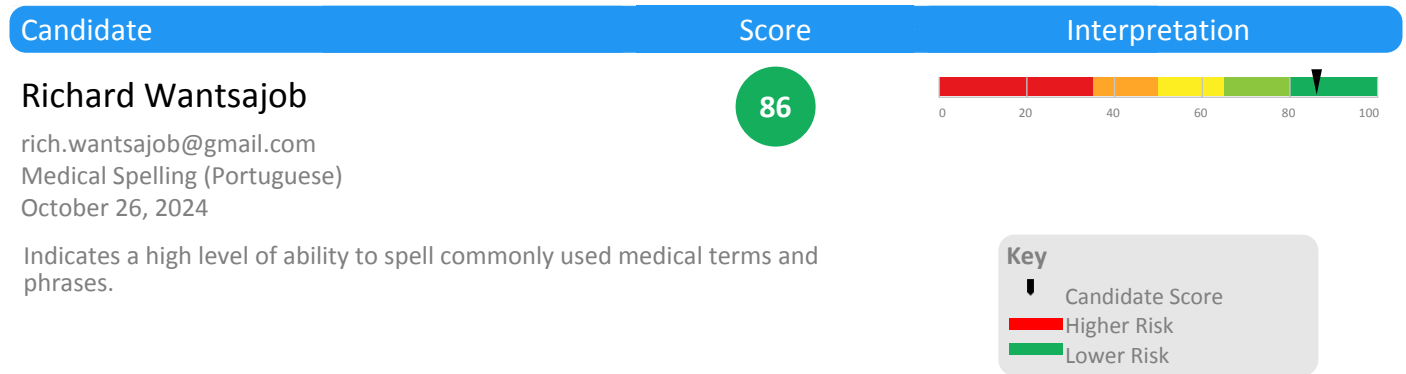 Candidate Score Interpretation
Richard Wantsajob
86
0 20 40 60 80 100
rich.wantsajob@gmail.com
Medical Spelling (Portuguese)
October 26, 2024
Indicates a high level of ability to spell commonly used medical terms and
phrases.
Key
Candidate Score
Higher Risk
Lower Risk